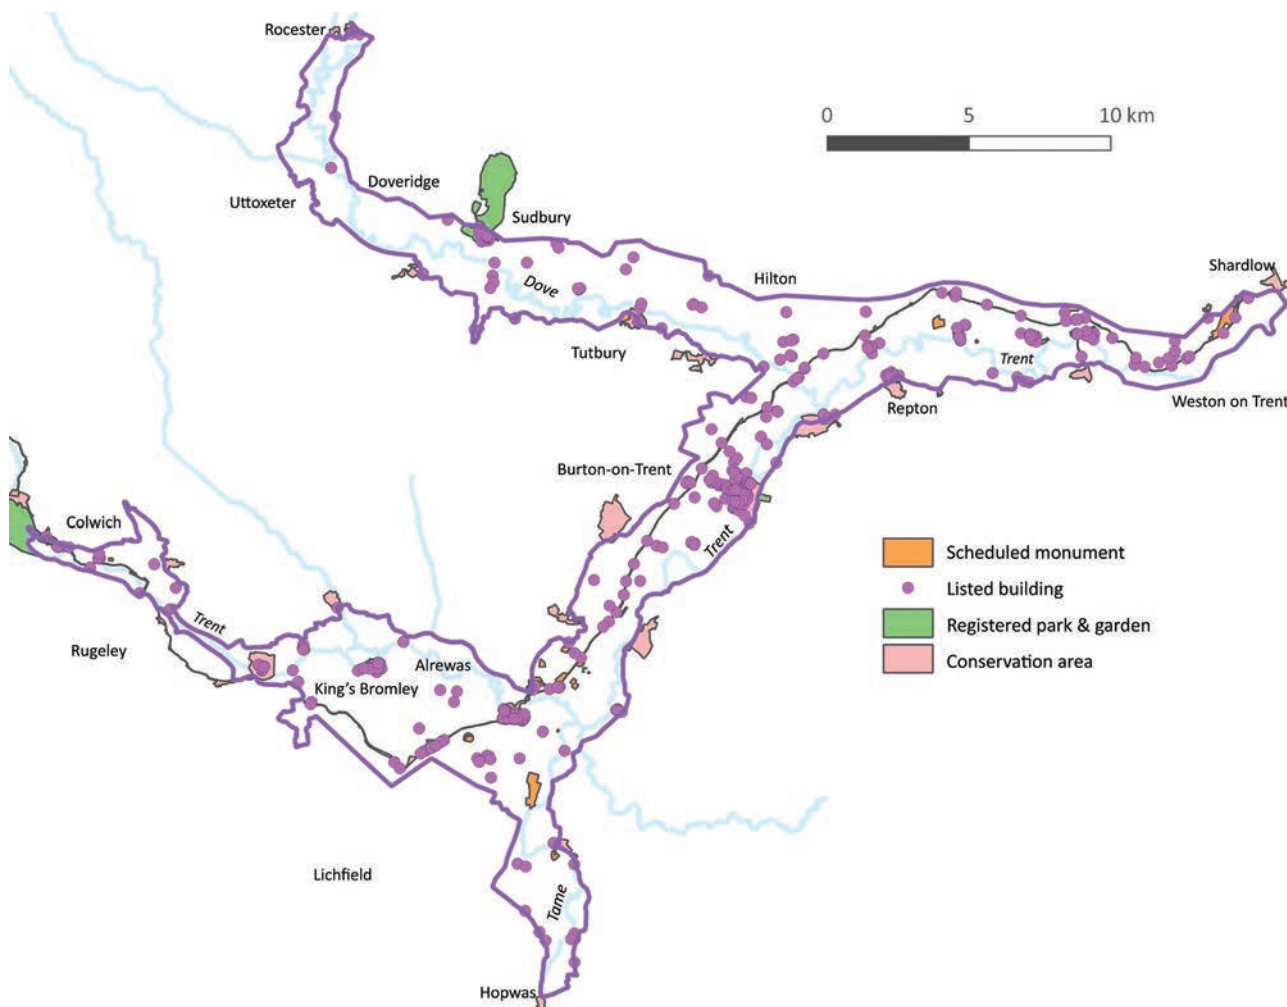 Rocester
0 5 10 km
Doveridge
Uttoxeter
Sudbury
Shardlow
Hilton
Dove
Trent
Tutbury
Weston on Trent
Repton
Burton-on-Trent
Colwich
Trent
Scheduled monument
Listed building
Trent
Registered park & garden
Rugeley
Alrewas
Conservation area
King's Bromley
Lichfield
Tame
Hopwas